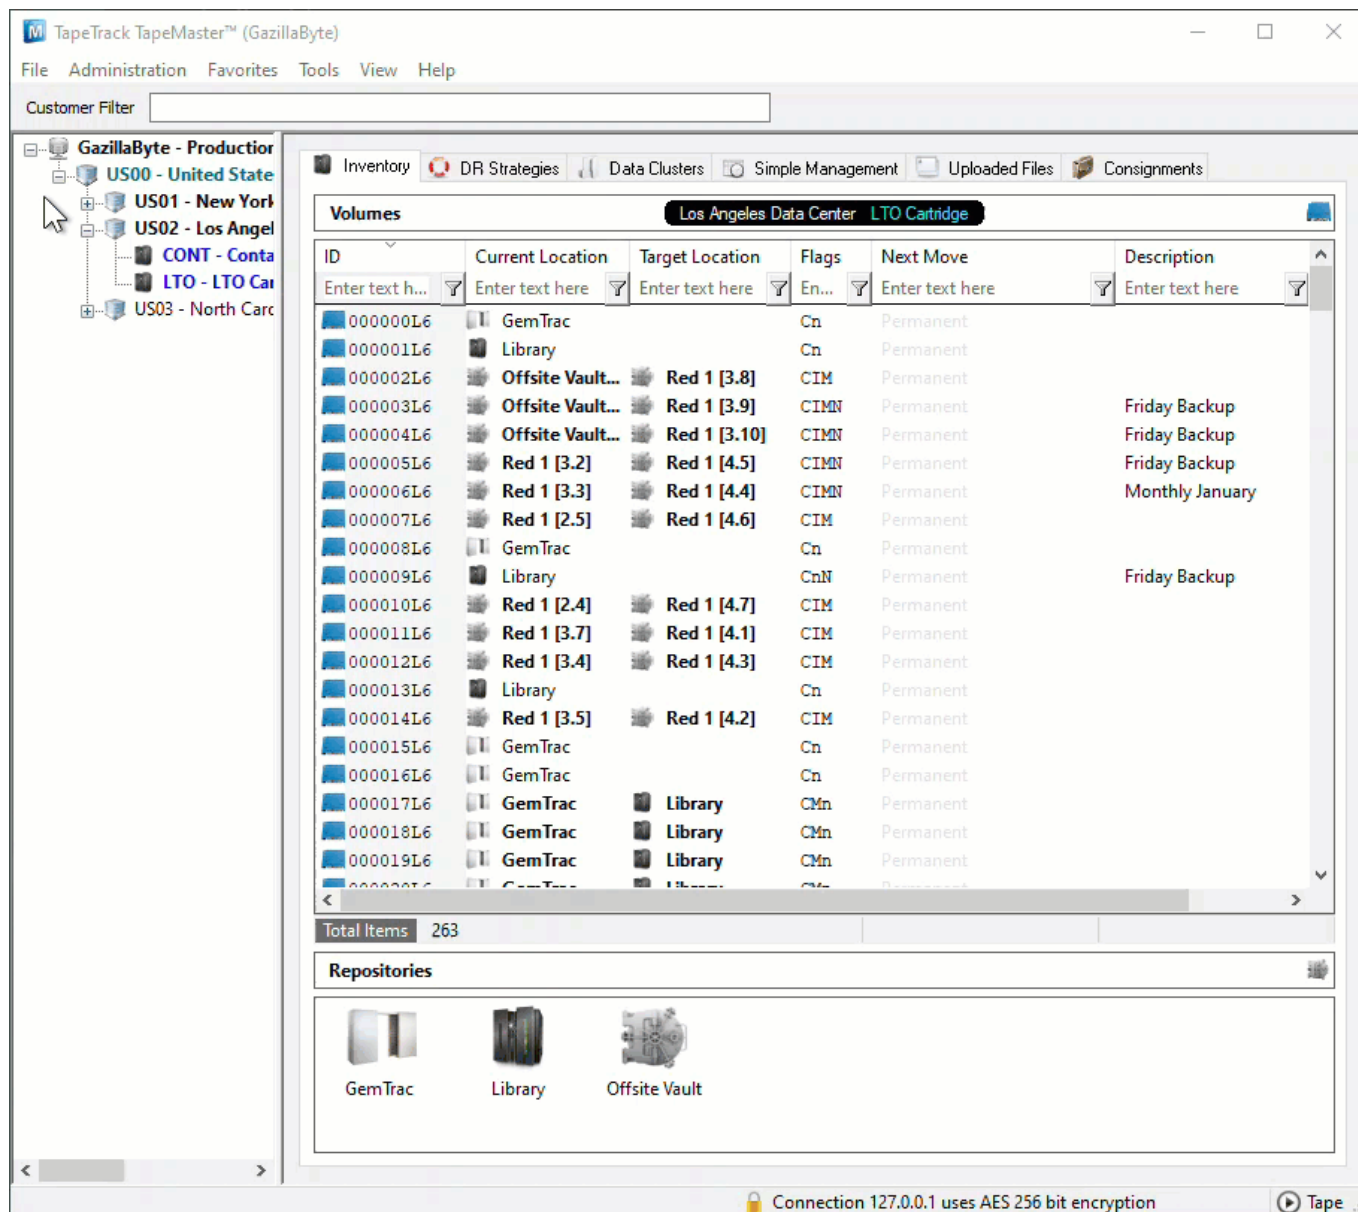 TapeTrack TapeMaster™ (GazillaByte)
File Administration Favorites Tools View Help
Customer Filter
GazillaByte - Production
US00 - United State
US01 - New York
US02 - Los Angel
CONT - Conta
LTO - LTO Car
US03 - North Carc
Inventory DR Strategies Data Clusters Simple Management Uploaded Files Consignments
Volumes Los Angeles Data Center LTO Cartridge
ID Current Location Target Location Flags Next Move Description
Enter text h... Enter text here Enter text here En... Enter text here Enter text here
000000L6 GemTrac Cn Permanent
000001L6 Library Cn Permanent
000002L6 Offsite Vault... Red 1 [3.8] CIM Permanent
000003L6 Offsite Vault... Red 1 [3.9] CIMN Permanent Friday Backup
000004L6 Offsite Vault... Red 1 [3.10] CIMN Permanent Friday Backup
000005L6 Red 1 [3.2] Red 1 [4.5] CIMN Permanent Friday Backup
000006L6 Red 1 [3.3] Red 1 [4.4] CIMN Permanent Monthly January
000007L6 Red 1 [2.5] Red 1 [4.6] CIM Permanent
000008L6 GemTrac Cn Permanent
000009L6 Library CnN Permanent Friday Backup
000010L6 Red 1 [2.4] Red 1 [4.7] CIM Permanent
000011L6 Red 1 [3.7] Red 1 [4.1] CIM Permanent
000012L6 Red 1 [3.4] Red 1 [4.3] CIM Permanent
000013L6 Library Cn Permanent
000014L6 Red 1 [3.5] Red 1 [4.2] CIM Permanent
000015L6 GemTrac Cn Permanent
000016L6 GemTrac Cn Permanent
000017L6 GemTrac Library CMn Permanent
000018L6 GemTrac Library CMn Permanent
000019L6 GemTrac Library CMn Permanent
Total Items 263
Repositories
GemTrac Library Offsite Vault
Connection 127.0.0.1 uses AES 256 bit encryption Tape